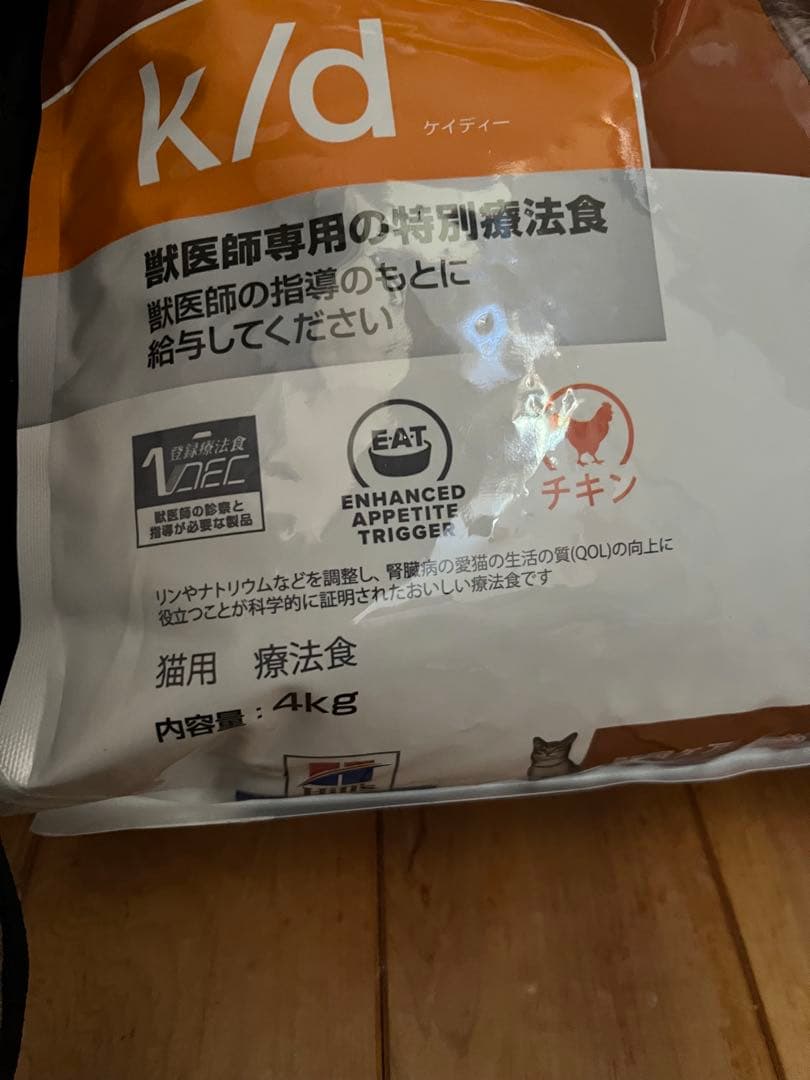 k/d
ケイディー
獣医師専用の特別療法食
獣医師の指導のもとに
給与してください
登録療法食
VDEC
獣医師の診察と
指導が必要な製品
E·A·T
ENHANCED
APPETITE
TRIGGER
チキン
リンやナトリウムなどを調整し、腎臓病の愛猫の生活の質(QOL)の向上に
役立つことが科学的に証明されたおいしい療法食です
猫用 療法食
内容量：4kg